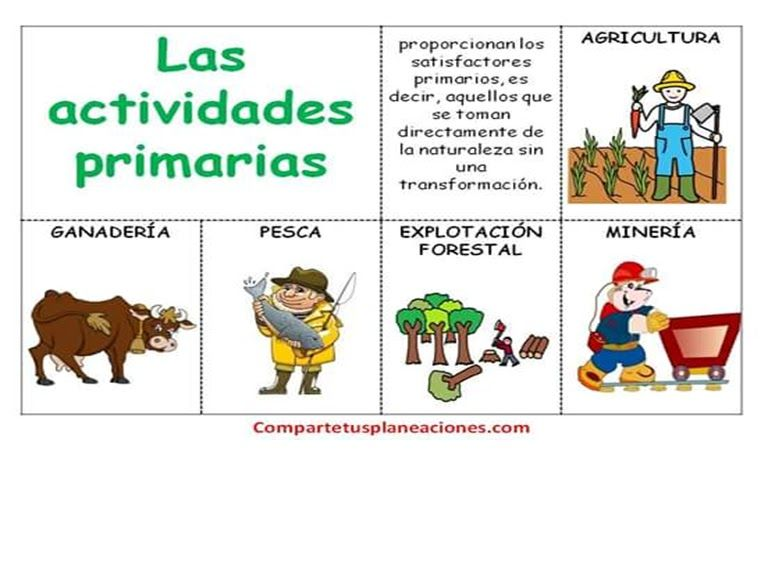 Las
actividades
primarias
proporcionan los
satisfactores
primarios, es
decir, aquellos que
se toman
directamente de
la naturaleza sin
una
transformación.
AGRICULTURA
GANADERÍA
PESCA
EXPLOTACIÓN
FORESTAL
MINERÍA
Compartetusplaneaciones.com